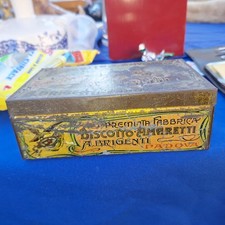 PREMIATA FABBRICA
BISCOTTO AMARETTI
A. BRIGENTI
PADOVA